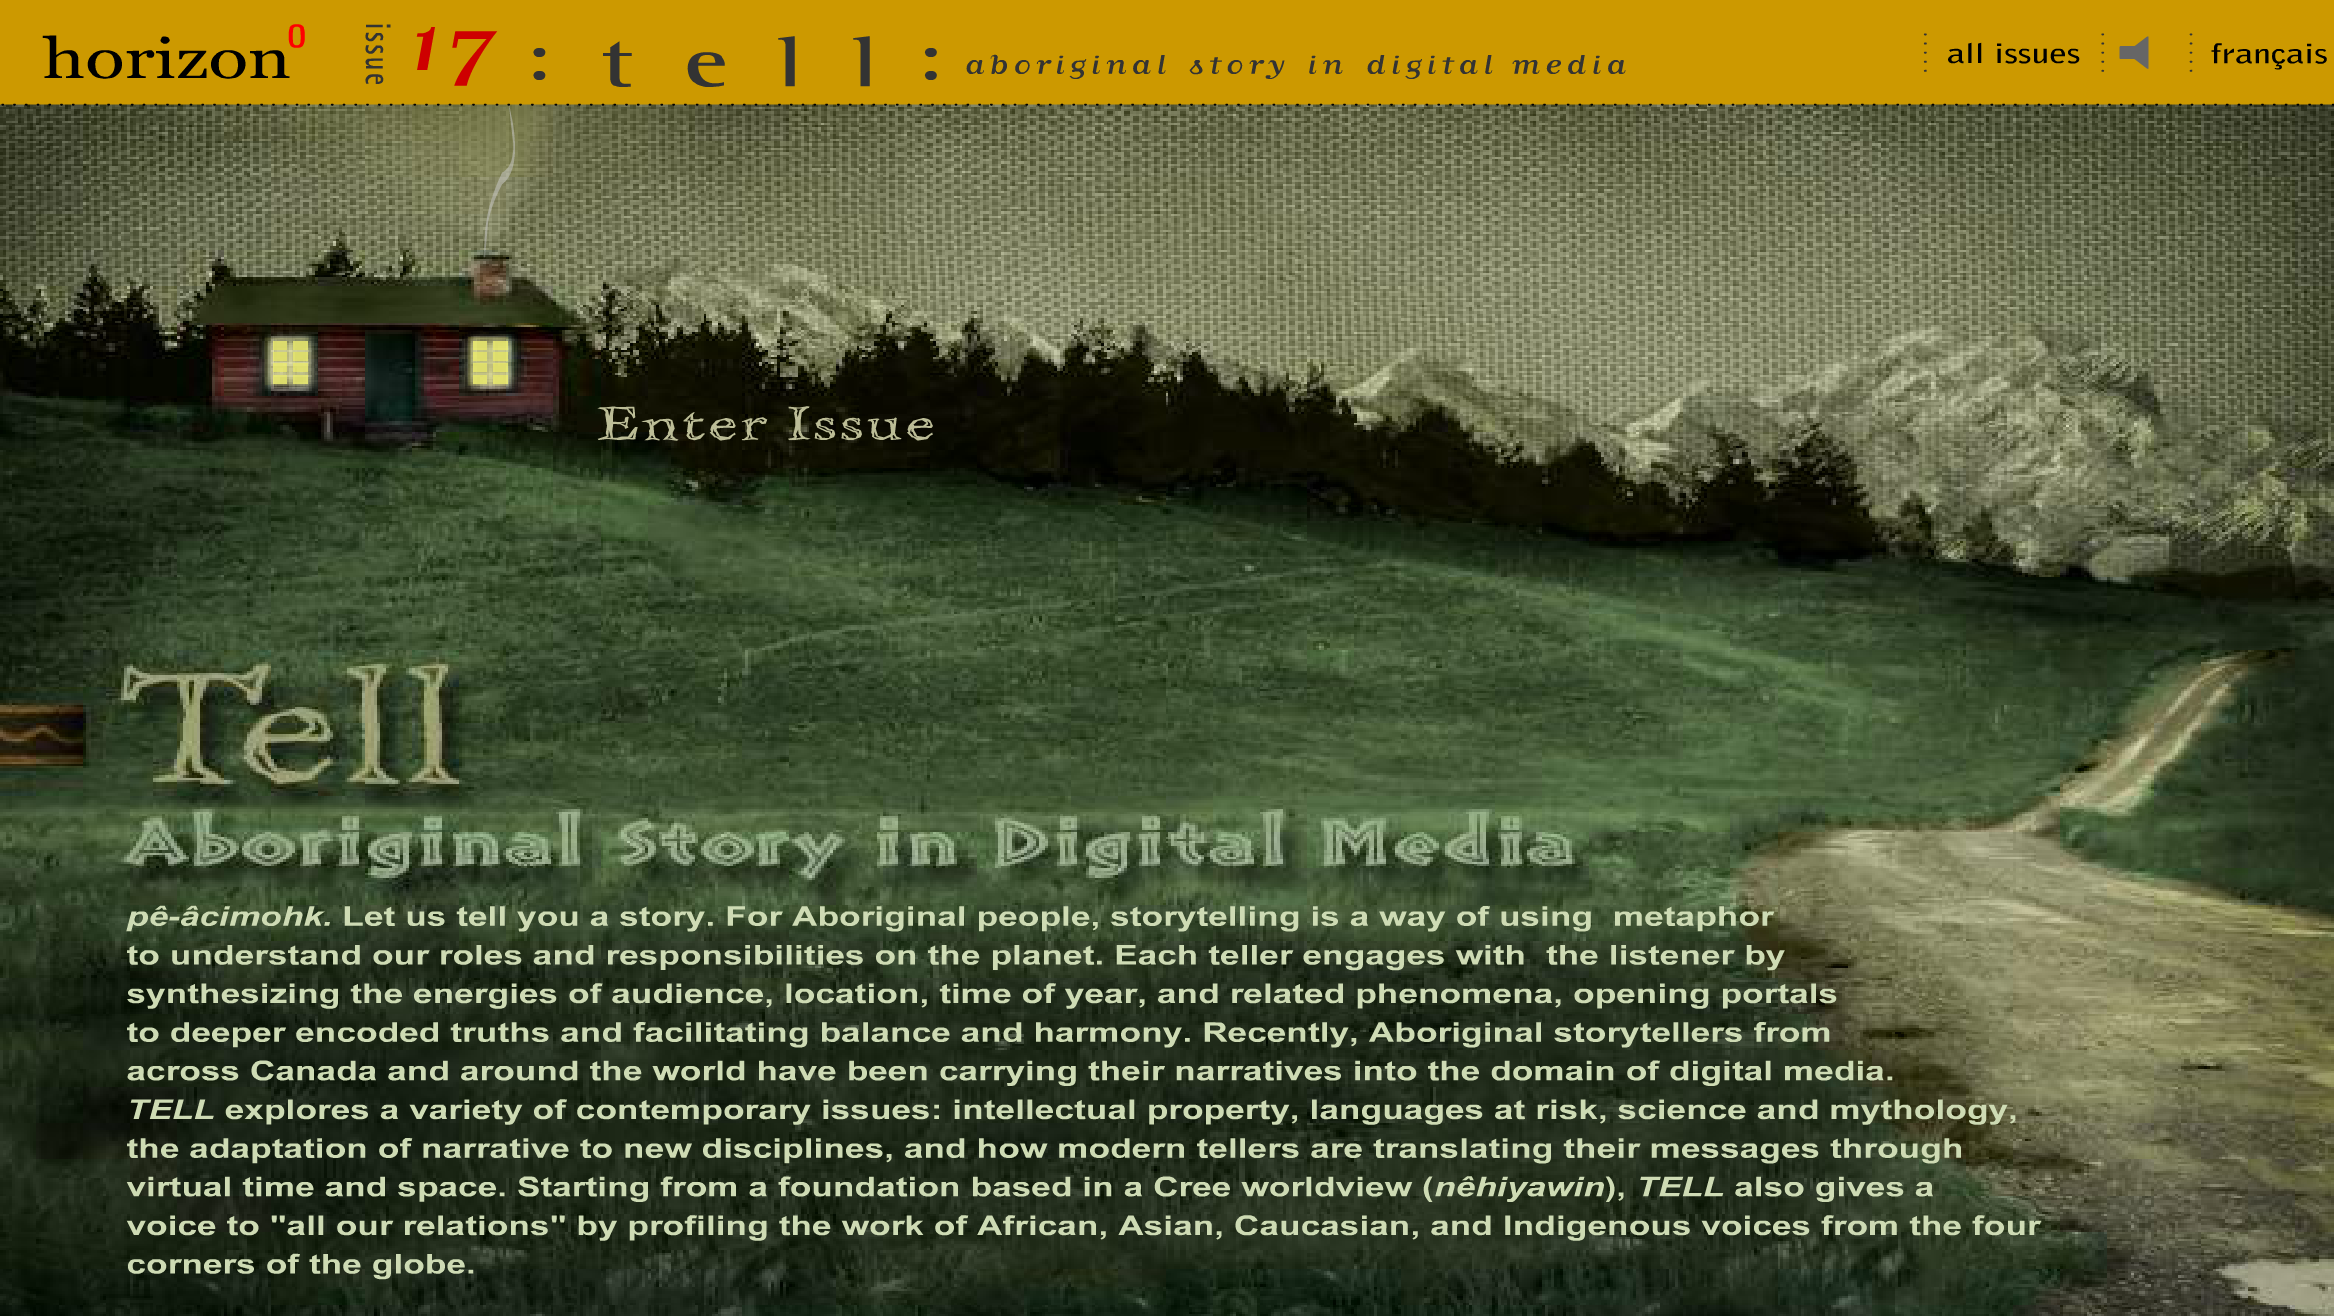 horizon0
issue 17 : tell : aboriginal story in digital media
all issues
français
Enter Issue
Tell
Aboriginal Story in Digital Media
pê-âcimohk. Let us tell you a story. For Aboriginal people, storytelling is a way of using metaphor
to understand our roles and responsibilities on the planet. Each teller engages with the listener by
synthesizing the energies of audience, location, time of year, and related phenomena, opening portals
to deeper encoded truths and facilitating balance and harmony. Recently, Aboriginal storytellers from
across Canada and around the world have been carrying their narratives into the domain of digital media.
TELL explores a variety of contemporary issues: intellectual property, languages at risk, science and mythology,
the adaptation of narrative to new disciplines, and how modern tellers are translating their messages through
virtual time and space. Starting from a foundation based in a Cree worldview (nêhiyawin), TELL also gives a
voice to "all our relations" by profiling the work of African, Asian, Caucasian, and Indigenous voices from the four
corners of the globe.